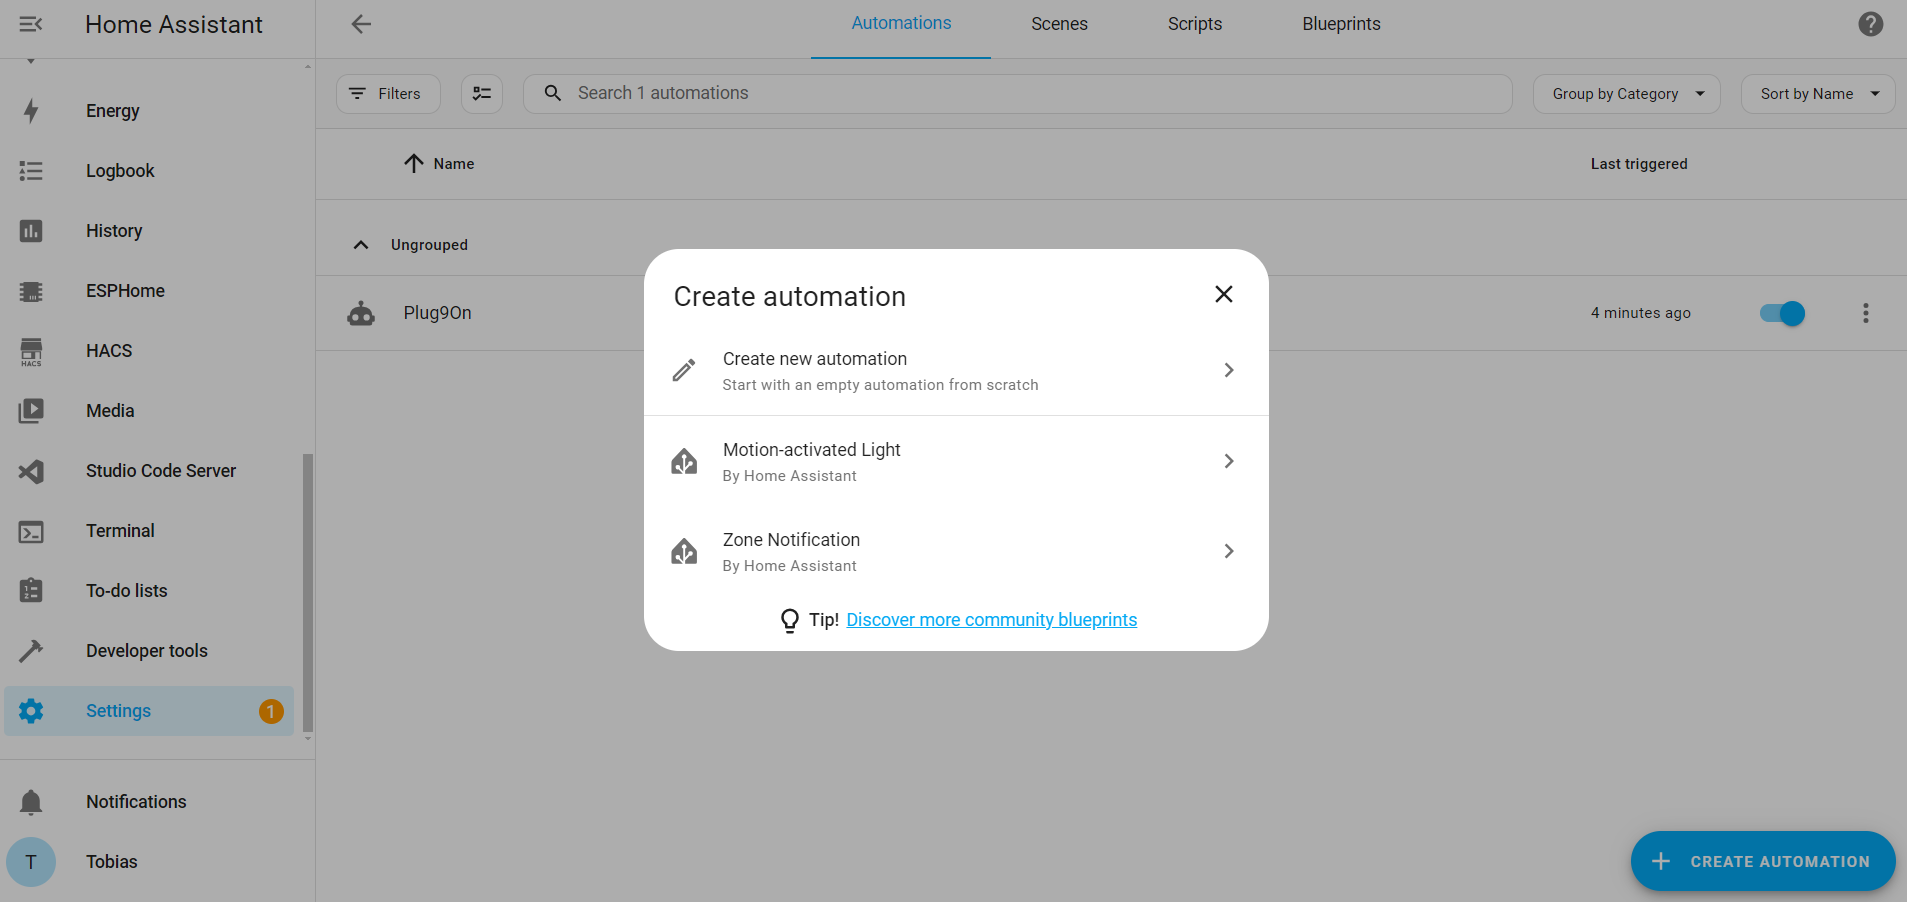 Home Assistant
Automations
Scenes
Scripts
Blueprints
Energy
Logbook
History
ESPHome
HACS
HACS
Media
Studio Code Server
Terminal
To-do lists
Developer tools
Settings
1
Notifications
T
Tobias
Filters
Search 1 automations
Group by Category
Sort by Name
Name
Last triggered
Ungrouped
Plug9On
4 minutes ago
Create automation
Create new automation
Start with an empty automation from scratch
Motion-activated Light
By Home Assistant
Zone Notification
By Home Assistant
Tip! Discover more community blueprints
CREATE AUTOMATION